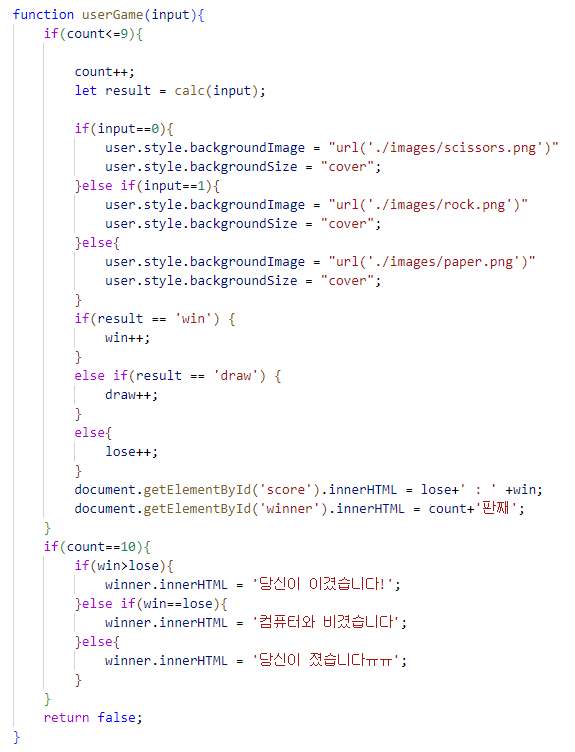 function userGame(input){
    if(count<=9){

        count++;
        let result = calc(input);

        if(input==0){
            user.style.backgroundImage = "url('./images/scissors.png')"
            user.style.backgroundSize = "cover";
        }else if(input==1){
            user.style.backgroundImage = "url('./images/rock.png')"
            user.style.backgroundSize = "cover";
        }else{
            user.style.backgroundImage = "url('./images/paper.png')"
            user.style.backgroundSize = "cover";
        }
        if(result == 'win') {
            win++;
        }
        else if(result == 'draw') {
            draw++;
        }
        else{
            lose++;
        }
        document.getElementById('score').innerHTML = lose+' : ' +win;
        document.getElementById('winner').innerHTML = count+'판째';
    }
    if(count==10){
        if(win>lose){
            winner.innerHTML = '당신이 이겼습니다!';
        }else if(win==lose){
            winner.innerHTML = '컴퓨터와 비겼습니다';
        }else{
            winner.innerHTML = '당신이 졌습니다ㅠㅠ';
        }
    }
    return false;
}